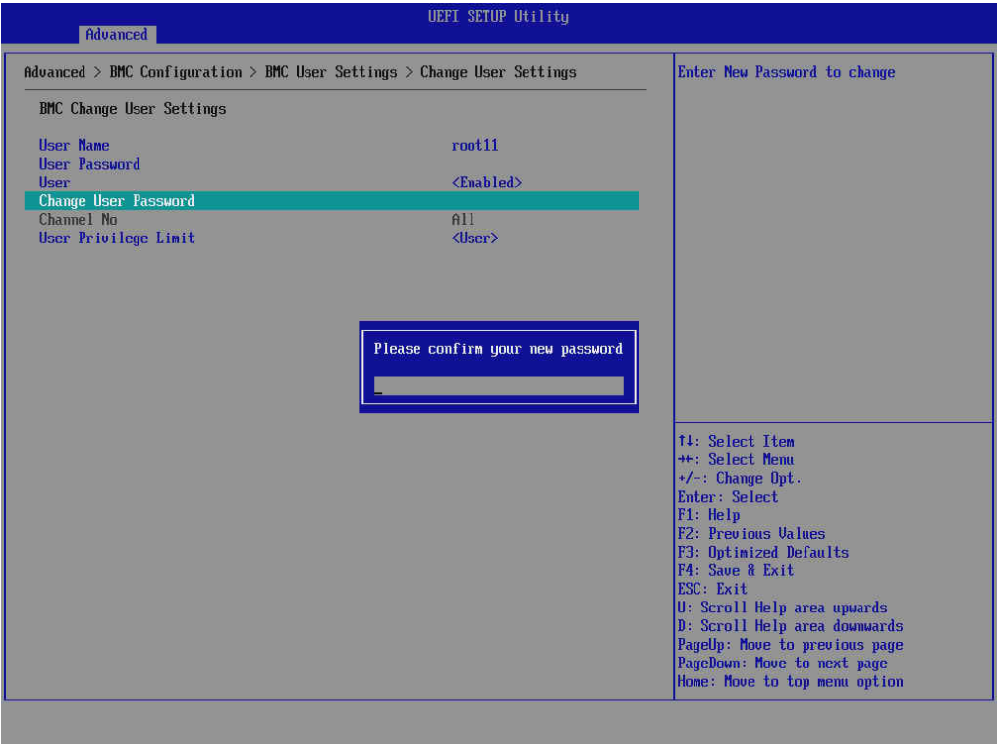 UEFI SETUP Utility
Advanced
Advanced > BMC Configuration > BMC User Settings > Change User Settings
BMC Change User Settings
User Name root11
User Password
User <Enabled>
Change User Password
Channel No All
User Privilege Limit <User>
Please confirm your new password
Enter New Password to change
↑↓: Select Item
→←: Select Menu
+/-: Change Opt.
Enter: Select
F1: Help
F2: Previous Values
F3: Optimized Defaults
F4: Save & Exit
ESC: Exit
U: Scroll Help area upwards
D: Scroll Help area downwards
PageUp: Move to previous page
PageDown: Move to next page
Home: Move to top menu option